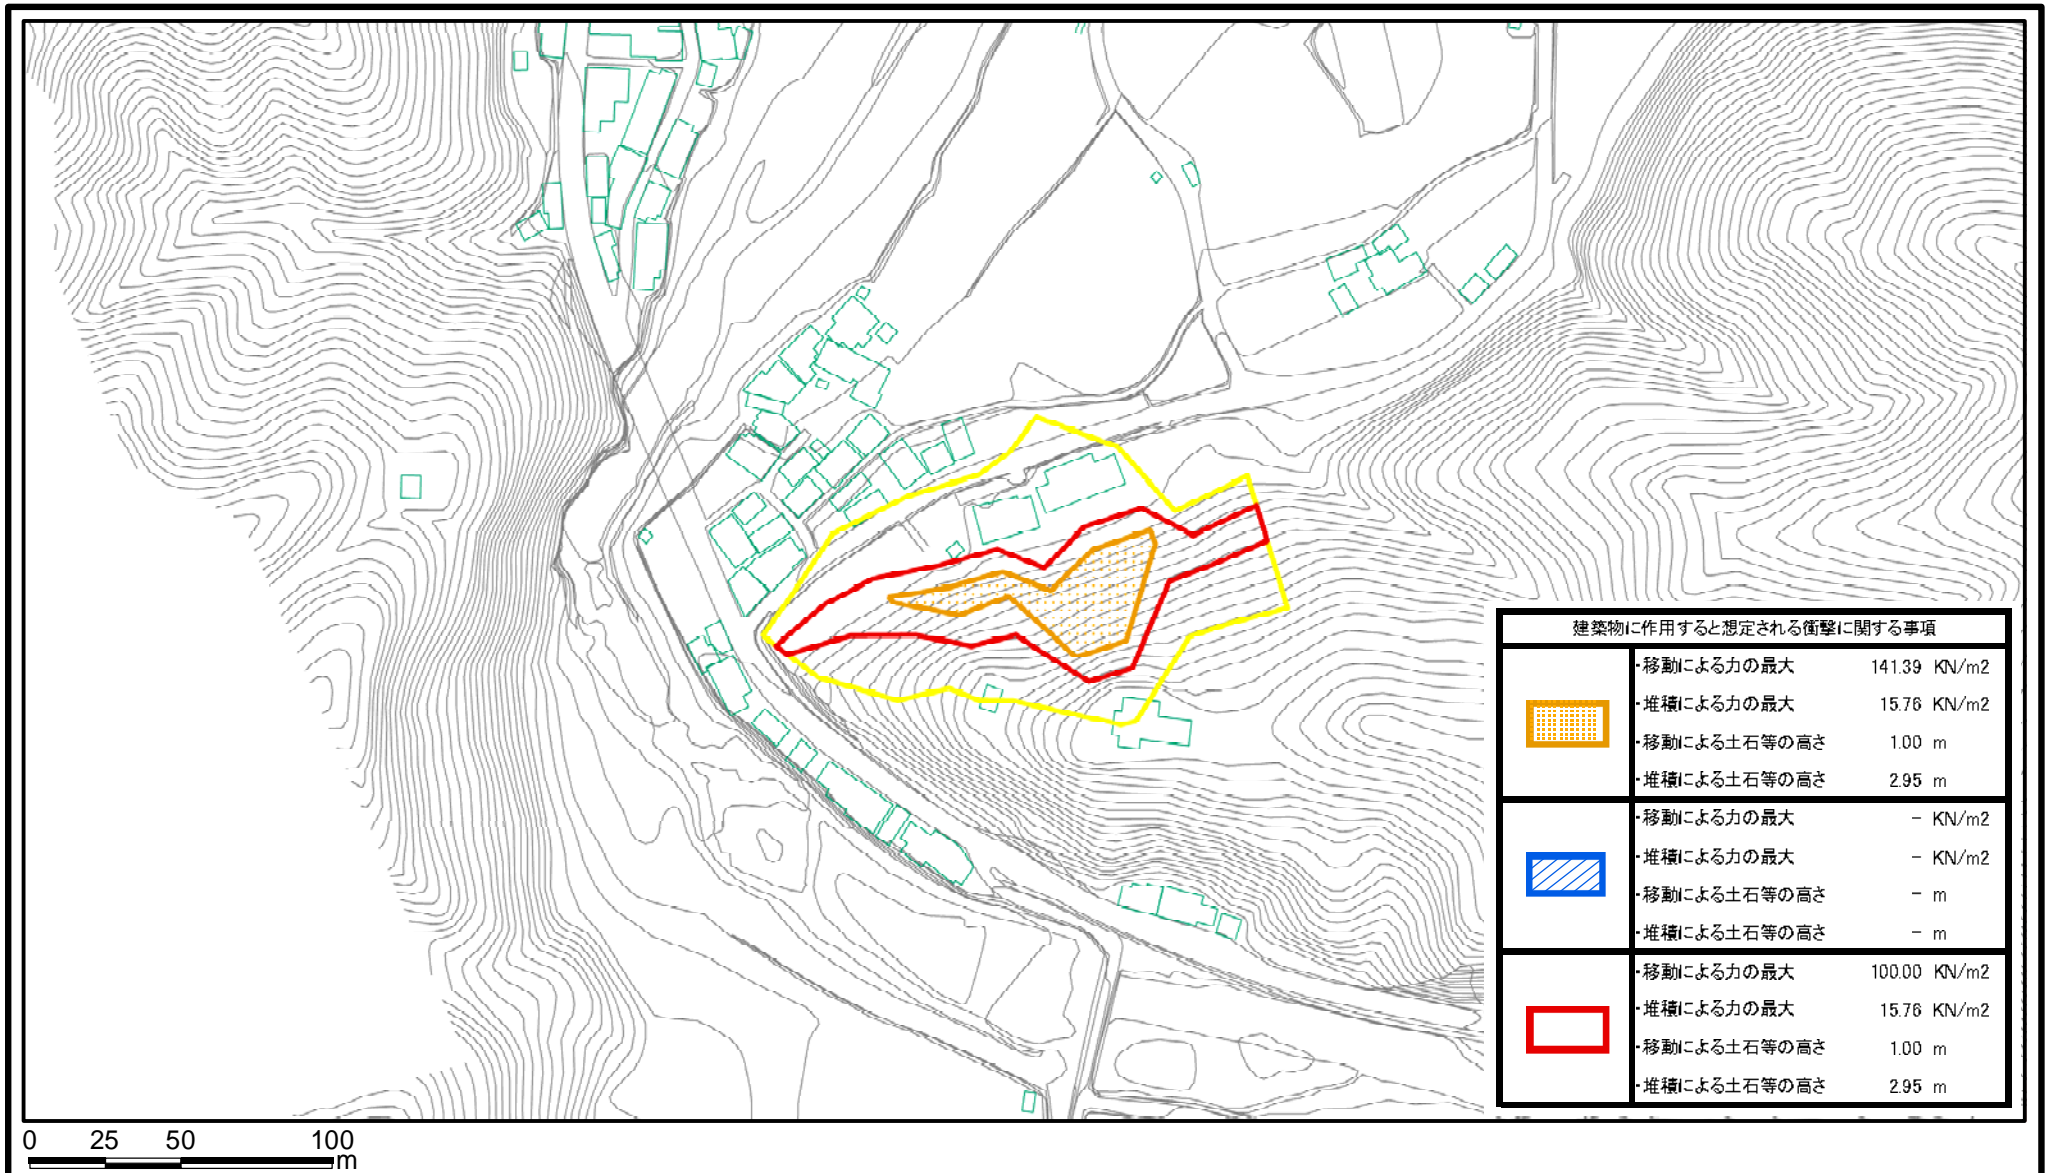 建築物に作用すると想定される衝撃に関する事項
・移動による力の最大 141.39 KN/m2
・堆積による力の最大 15.76 KN/m2
・移動による土石等の高さ 1.00 m
・堆積による土石等の高さ 2.95 m
・移動による力の最大 - KN/m2
・堆積による力の最大 - KN/m2
・移動による土石等の高さ - m
・堆積による土石等の高さ - m
・移動による力の最大 100.00 KN/m2
・堆積による力の最大 15.76 KN/m2
・移動による土石等の高さ 1.00 m
・堆積による土石等の高さ 2.95 m
0 25 50 100
m